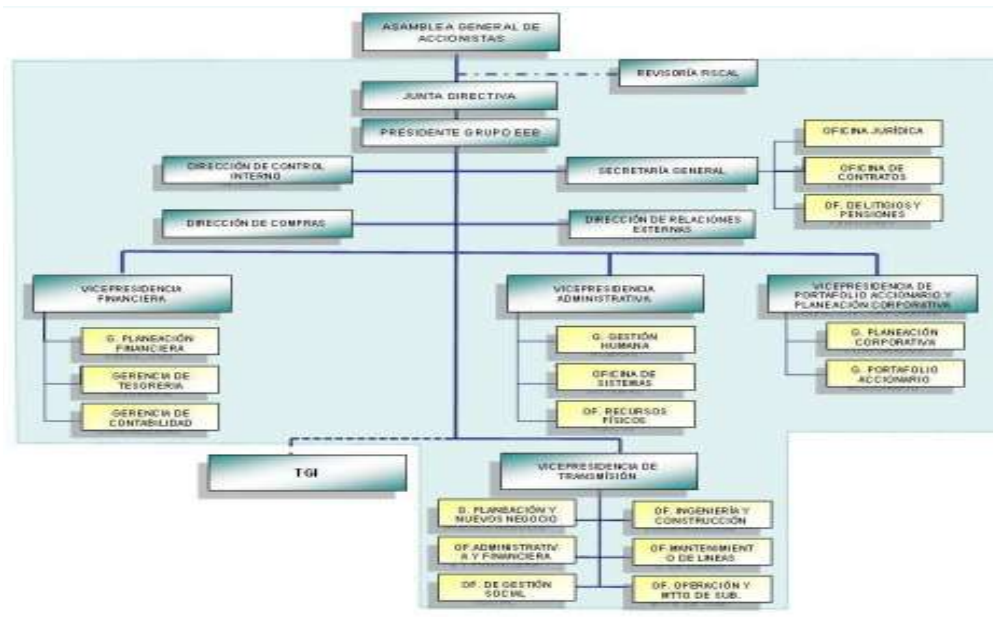 ASAMBLEA GENERAL DE
ACCIONISTAS
REVISORÍA FISCAL
JUNTA DIRECTIVA
PRESIDENTE GRUPO EEB
OFICINA JURÍDICA
DIRECCIÓN DE CONTROL
INTERNO
SECRETARÍA GENERAL
OFICINA DE
CONTRATOS
OF. DE LITIGIOS Y
PENSIONES
DIRECCIÓN DE COMPRAS
DIRECCIÓN DE RELACIONES
EXTERNAS
VICEPRESIDENCIA
FINANCIERA
VICEPRESIDENCIA
ADMINISTRATIVA
VICEPRESIDENCIA DE
PORTAFOLIO ACCIONARIO Y
PLANEACIÓN CORPORATIVA
G. PLANEACIÓN
FINANCIERA
GERENCIA DE
TESORERIA
GERENCIA DE
CONTABILIDAD
G. GESTIÓN
HUMANA
OFICINA DE
SISTEMAS
OF. RECURSOS
FÍSICOS
G. PLANEACIÓN
CORPORATIVA
G. PORTAFOLIO
ACCIONARIO
TGI
VICEPRESIDENCIA DE
TRANSMISIÓN
G. PLANEACIÓN Y
NUEVOS NEGOCIO
OF. INGENIERÍA Y
CONSTRUCCIÓN
OF.ADMINISTRATIV
A Y FINANCIERA
OF.MANTENIMIENT
O DE LINEAS
OF. DE GESTIÓN
SOCIAL
OF. OPERACIÓN Y
MTTO DE SUB.